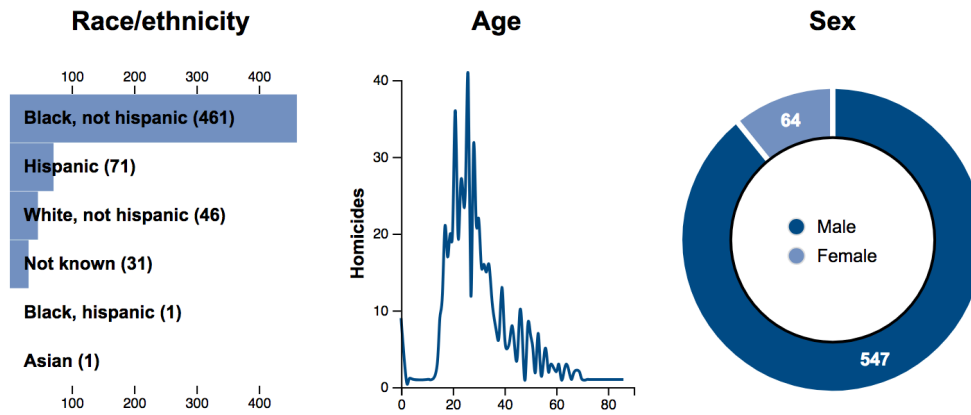 Race/ethnicity
100 200 300 400
Black, not hispanic (461)
Hispanic (71)
White, not hispanic (46)
Not known (31)
Black, hispanic (1)
Asian (1)
100 200 300 400
Age
Homicides
40
30
20
10
0
0 20 40 60 80
Sex
64
Male
Female
547